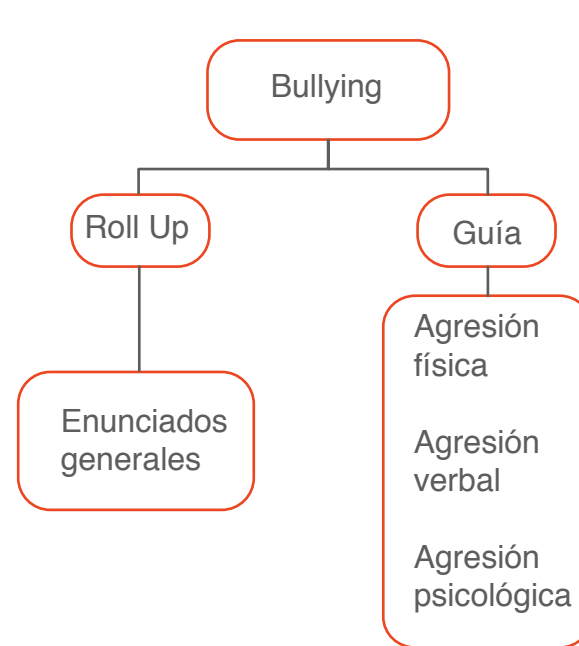 Bullying
Roll Up
Guía
Enunciados
generales
Agresión
física
Agresión
verbal
Agresión
psicológica